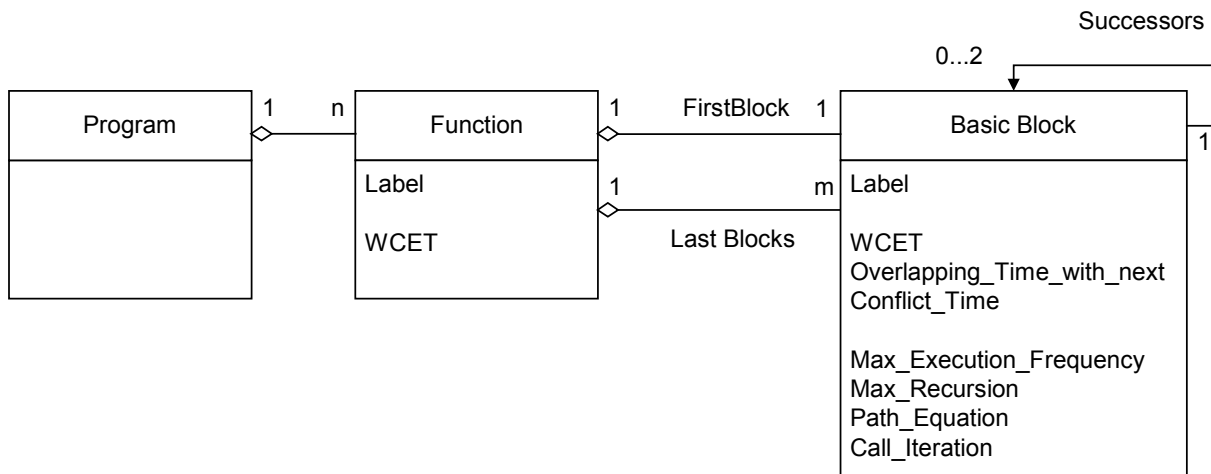 Successors
0...2
Program
1
n
Function
1
FirstBlock
1
Basic Block
1
Label
WCET
1
m
Last Blocks
Label
WCET
Overlapping_Time_with_next
Conflict_Time
Max_Execution_Frequency
Max_Recursion
Path_Equation
Call_Iteration